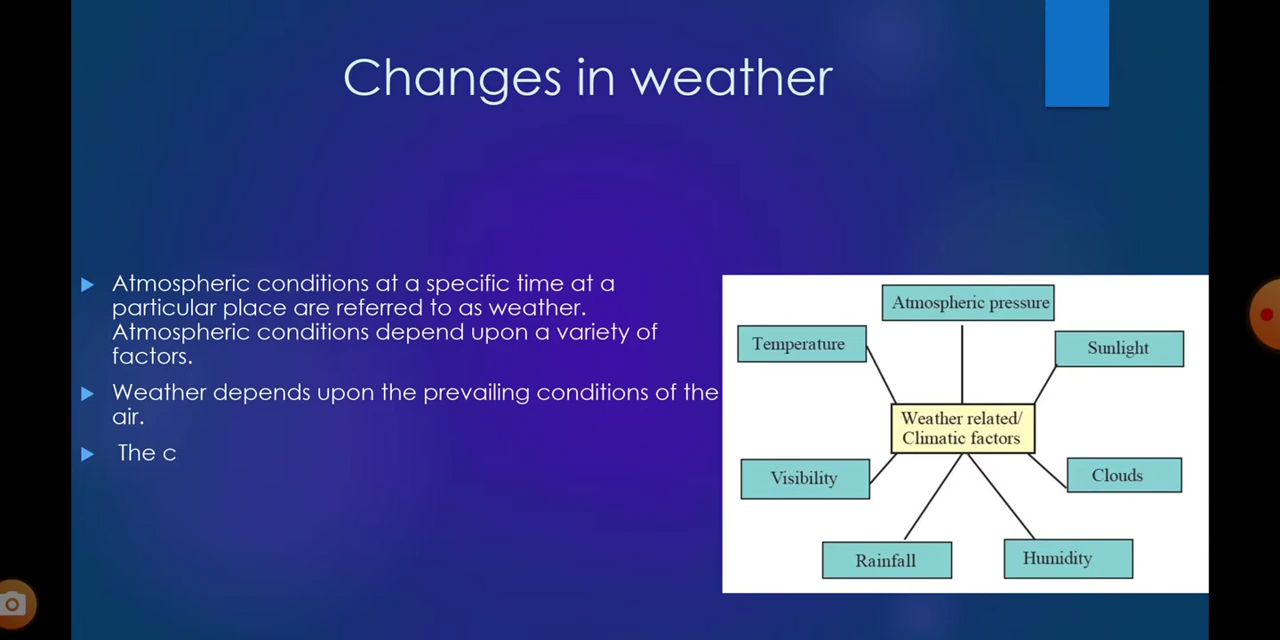 Changes in weather
Atmospheric conditions at a specific time at a
particular place are referred to as weather.
Atmospheric conditions depend upon a variety of
factors.
Weather depends upon the prevailing conditions of the
air.
The c
Atmospheric pressure
Temperature
Sunlight
Weather related/
Climatic factors
Visibility
Clouds
Rainfall
Humidity